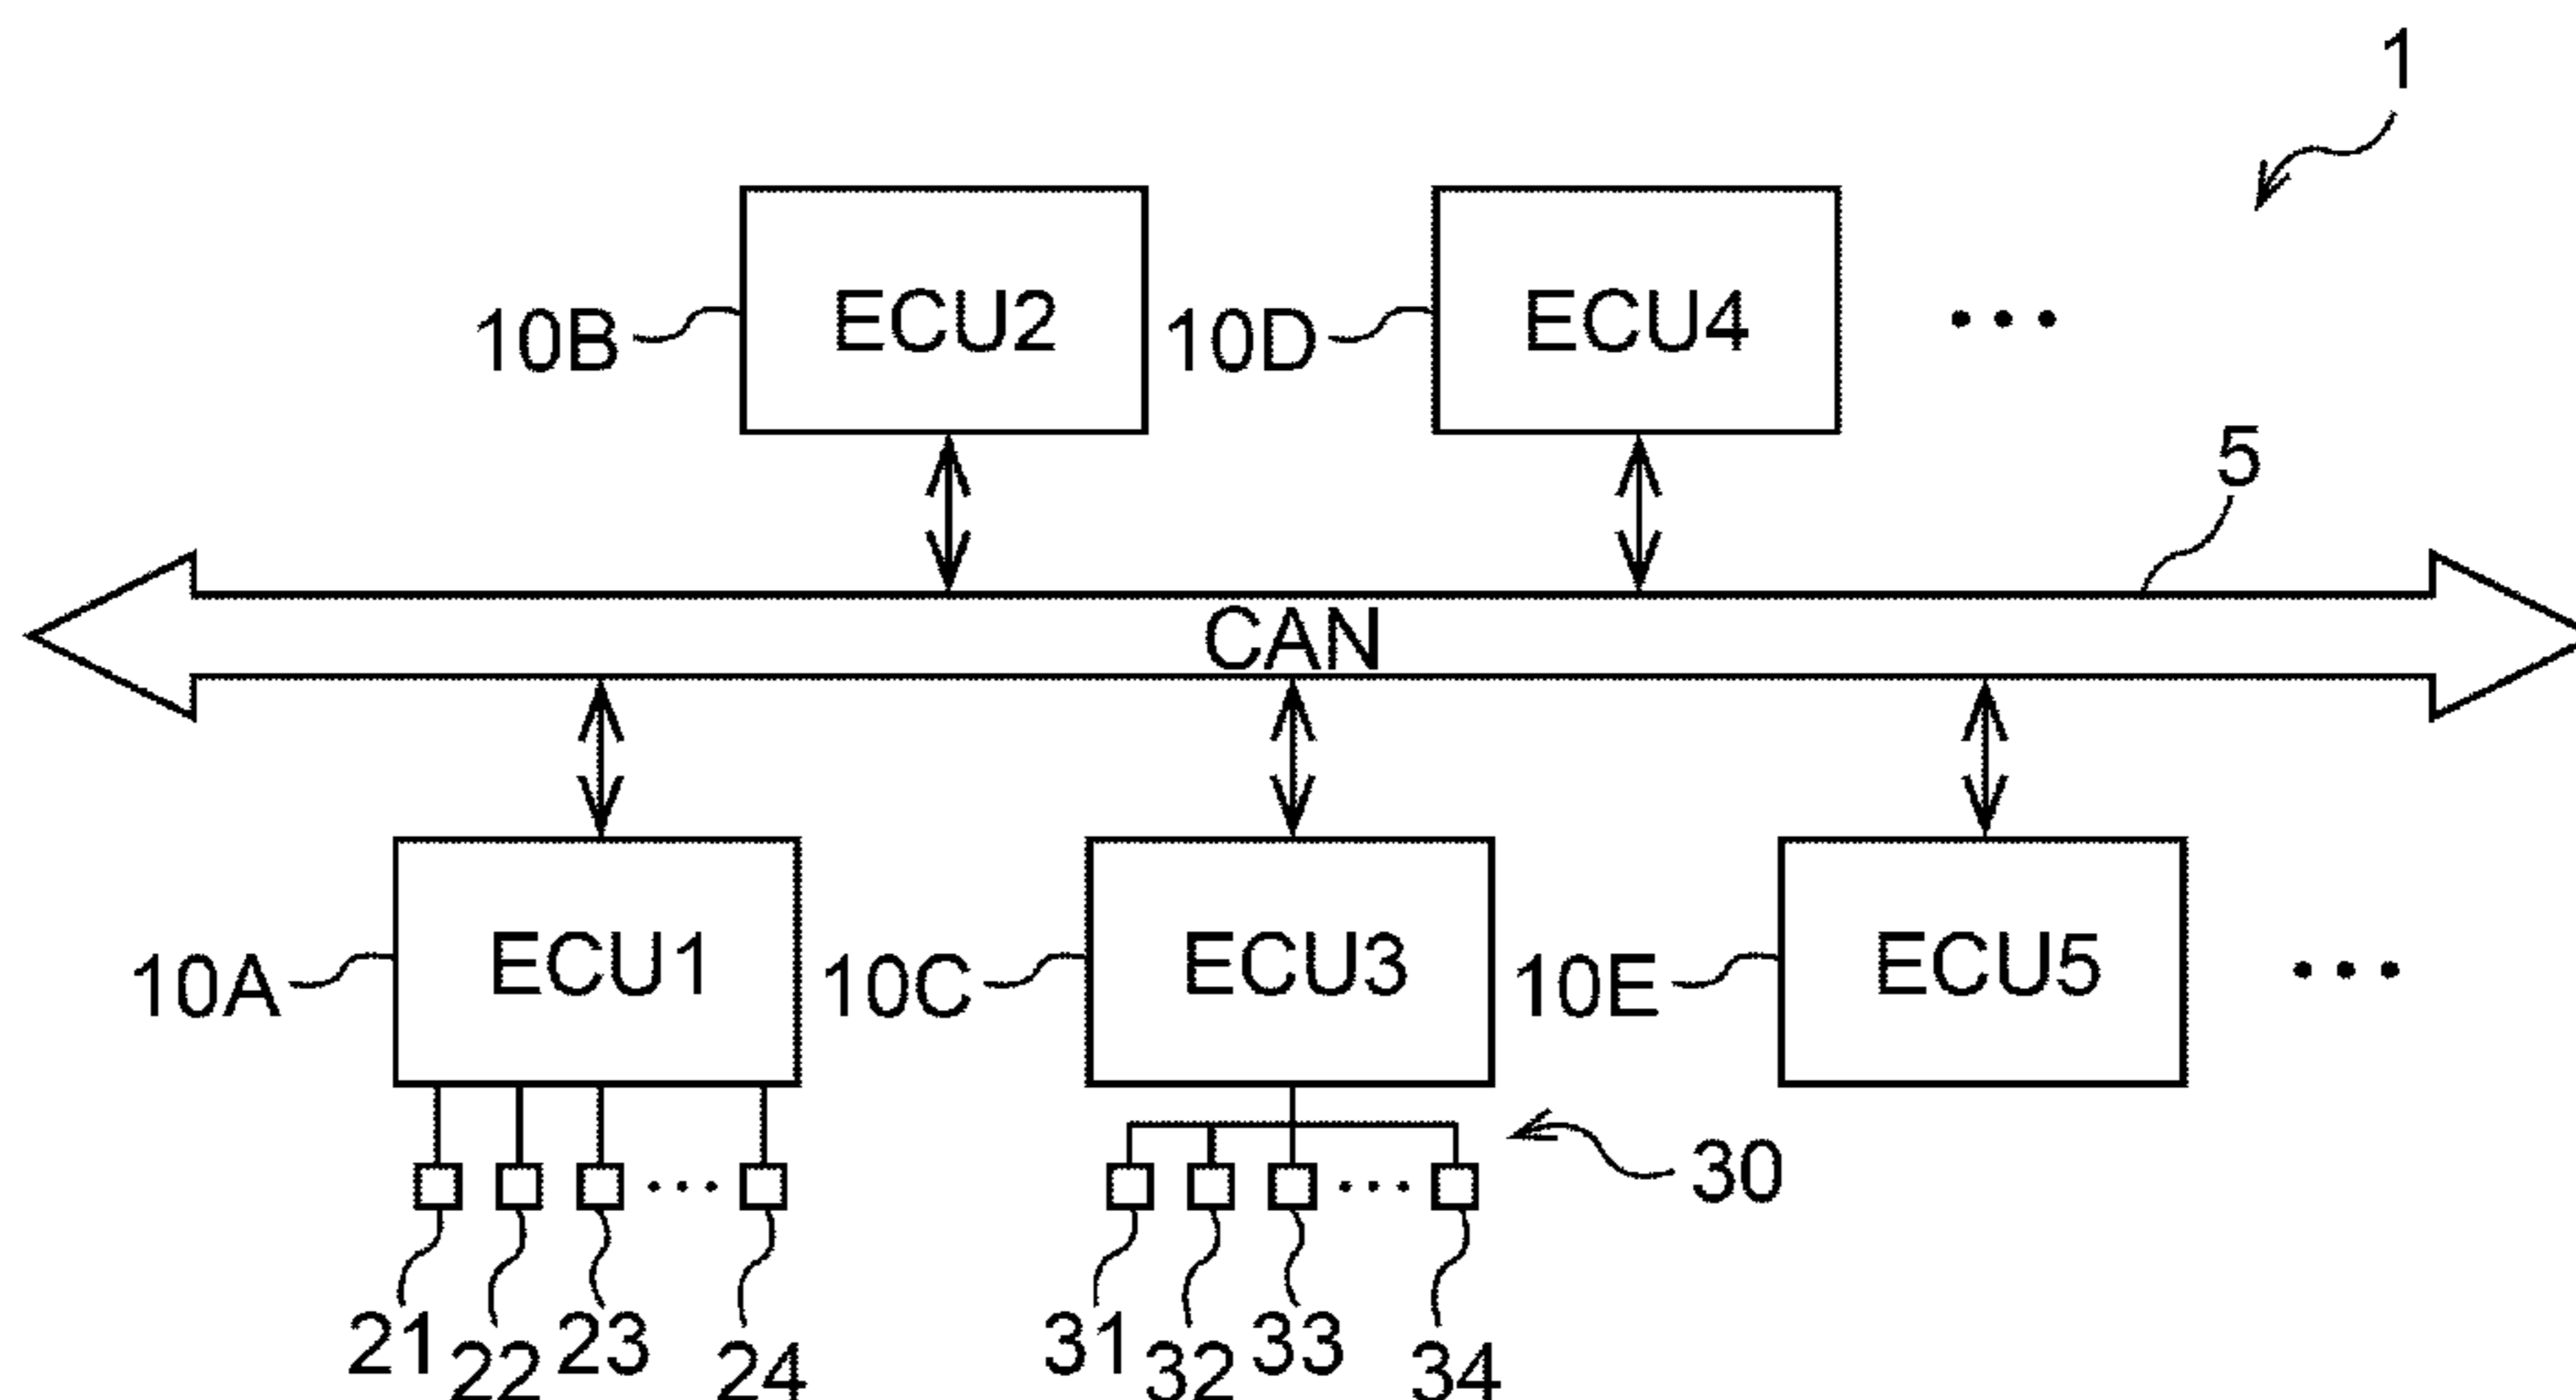 1
10B ECU2 10D ECU4 ...
5
CAN
10A ECU1 10C ECU3 10E ECU5 ...
... ... 30
21 22 23 24 31 32 33 34